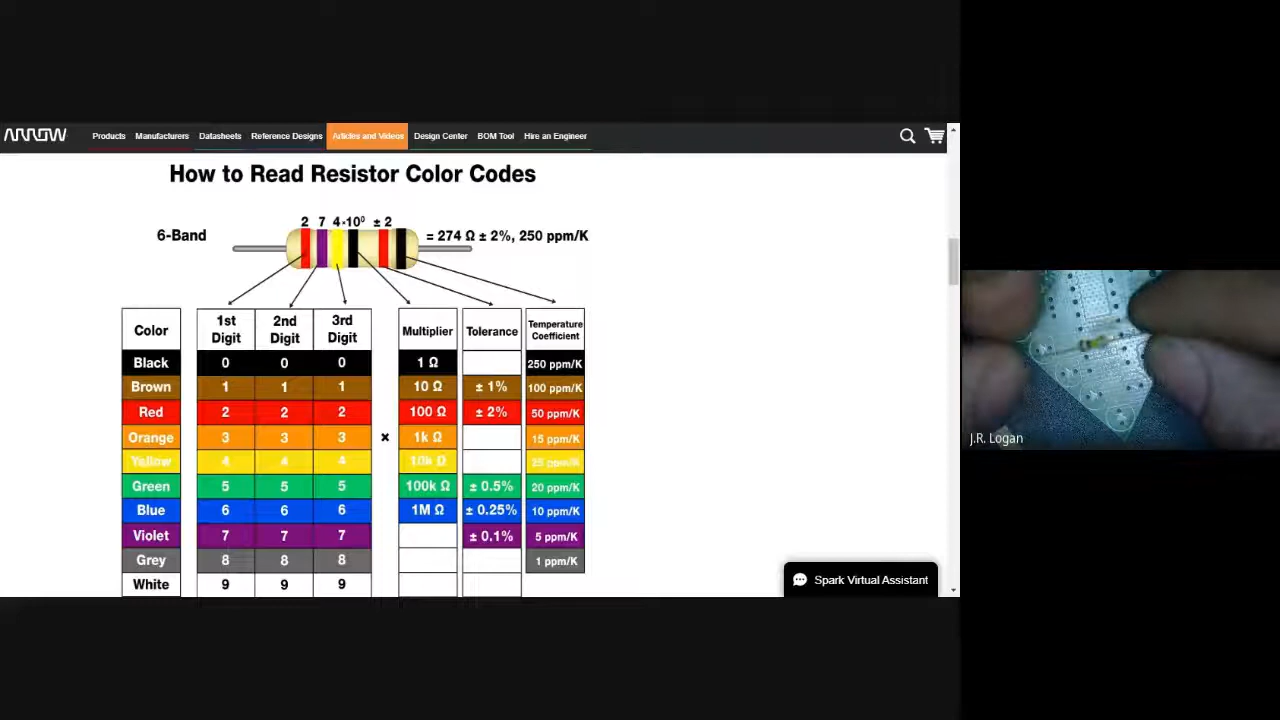 ARROW Products Manufacturers Datasheets Reference Designs Articles and Videos Design Center BOM Tool Hire an Engineer
How to Read Resistor Color Codes
2 7 4·10⁰ ± 2
6-Band = 274 Ω ± 2%, 250 ppm/K
Color 1st Digit 2nd Digit 3rd Digit Multiplier Tolerance Temperature Coefficient
Black 0 0 0 1 Ω 250 ppm/K
Brown 1 1 1 10 Ω ± 1% 100 ppm/K
Red 2 2 2 100 Ω ± 2% 50 ppm/K
Orange 3 3 3 × 1k Ω 15 ppm/K
Yellow 4 4 4 10k Ω 25 ppm/K
Green 5 5 5 100k Ω ± 0.5% 20 ppm/K
Blue 6 6 6 1M Ω ± 0.25% 10 ppm/K
Violet 7 7 7 ± 0.1% 5 ppm/K
Grey 8 8 8 1 ppm/K
White 9 9 9
Spark Virtual Assistant
J.R. Logan